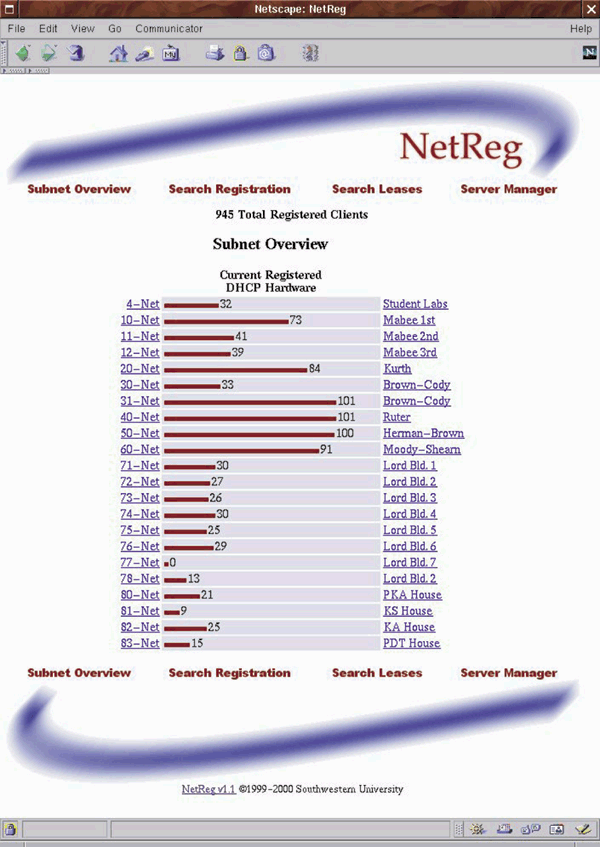 Netscape: NetReg
File Edit View Go Communicator Help
My N
NetReg
Subnet Overview Search Registration Search Leases Server Manager
945 Total Registered Clients
Subnet Overview
Current Registered
DHCP Hardware
4-Net 32 Student Labs
10-Net 73 Mabee 1st
11-Net 41 Mabee 2nd
12-Net 39 Mabee 3rd
20-Net 84 Kurth
30-Net 33 Brown-Cody
31-Net 101 Brown-Cody
40-Net 101 Ruter
50-Net 100 Herman-Brown
60-Net 91 Moody-Shearn
71-Net 30 Lord Bld. 1
72-Net 27 Lord Bld. 2
73-Net 26 Lord Bld. 3
74-Net 30 Lord Bld. 4
75-Net 25 Lord Bld. 5
76-Net 29 Lord Bld. 6
77-Net 0 Lord Bld. 7
78-Net 13 Lord Bld. 2
80-Net 21 PKA House
81-Net 9 KS House
82-Net 25 KA House
83-Net 15 PDT House
Subnet Overview Search Registration Search Leases Server Manager
NetReg v1.1 ©1999-2000 Southwestern University